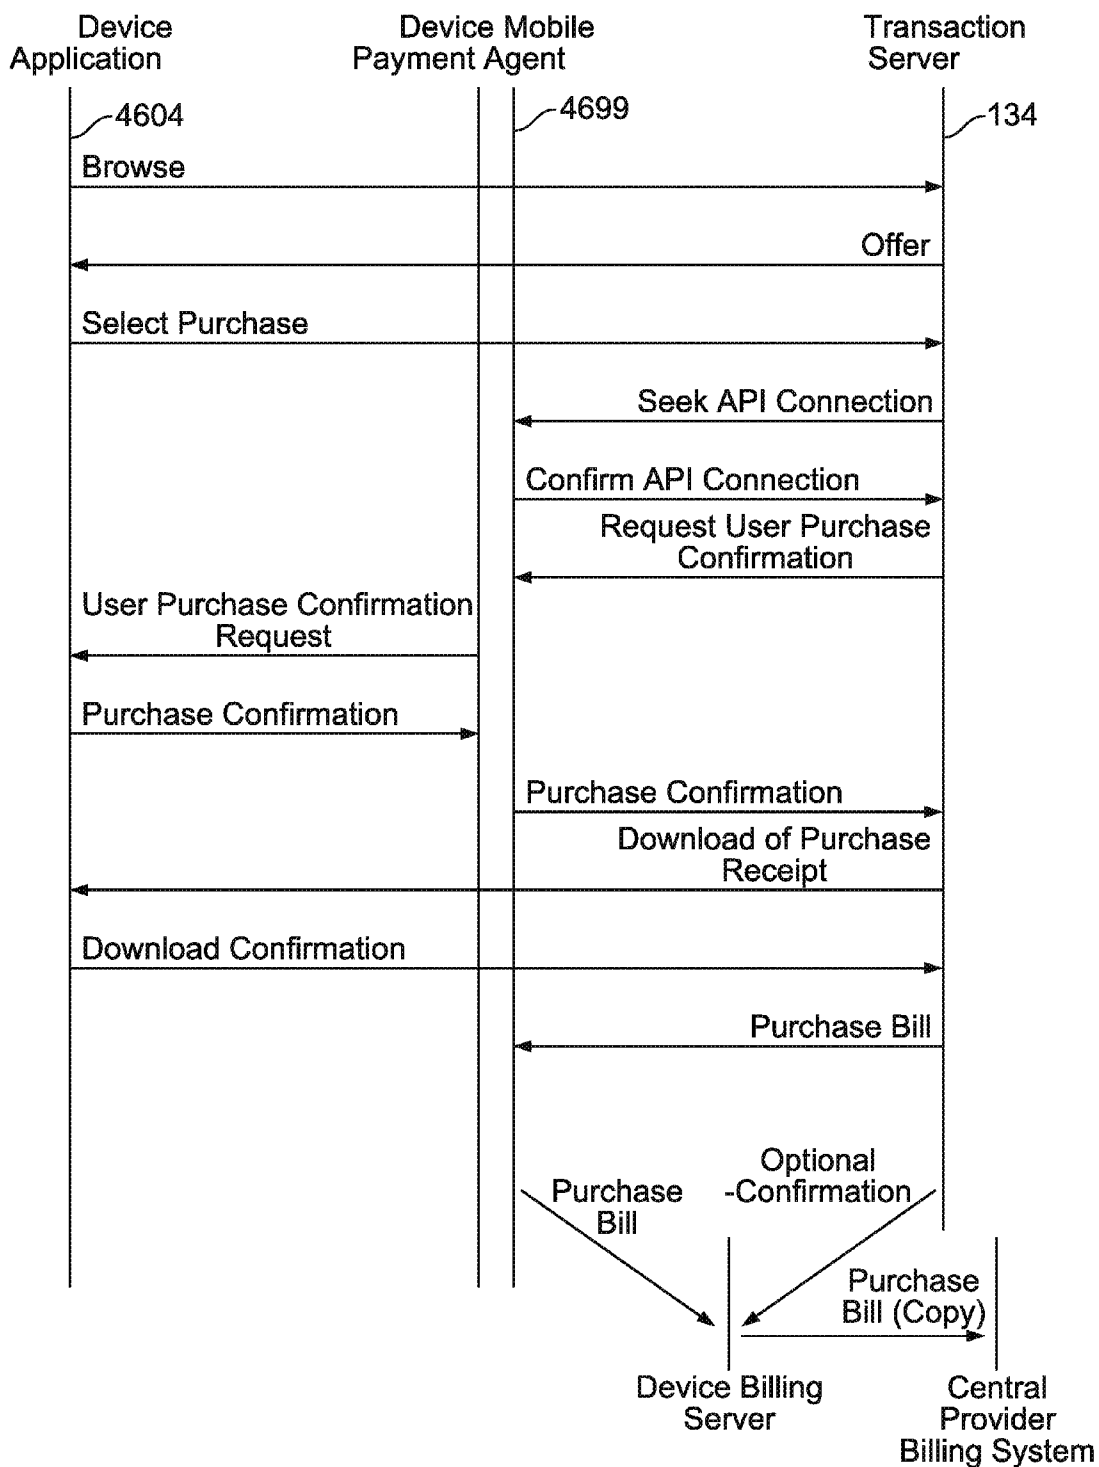 Device
Application
Device Mobile
Payment Agent
Transaction
Server
4604
4699
134
Browse
Offer
Select Purchase
Seek API Connection
Confirm API Connection
Request User Purchase
Confirmation
User Purchase Confirmation
Request
Purchase Confirmation
Purchase Confirmation
Download of Purchase
Receipt
Download Confirmation
Purchase Bill
Purchase
Bill
Optional
-Confirmation
Purchase
Bill (Copy)
Device Billing
Server
Central
Provider
Billing System